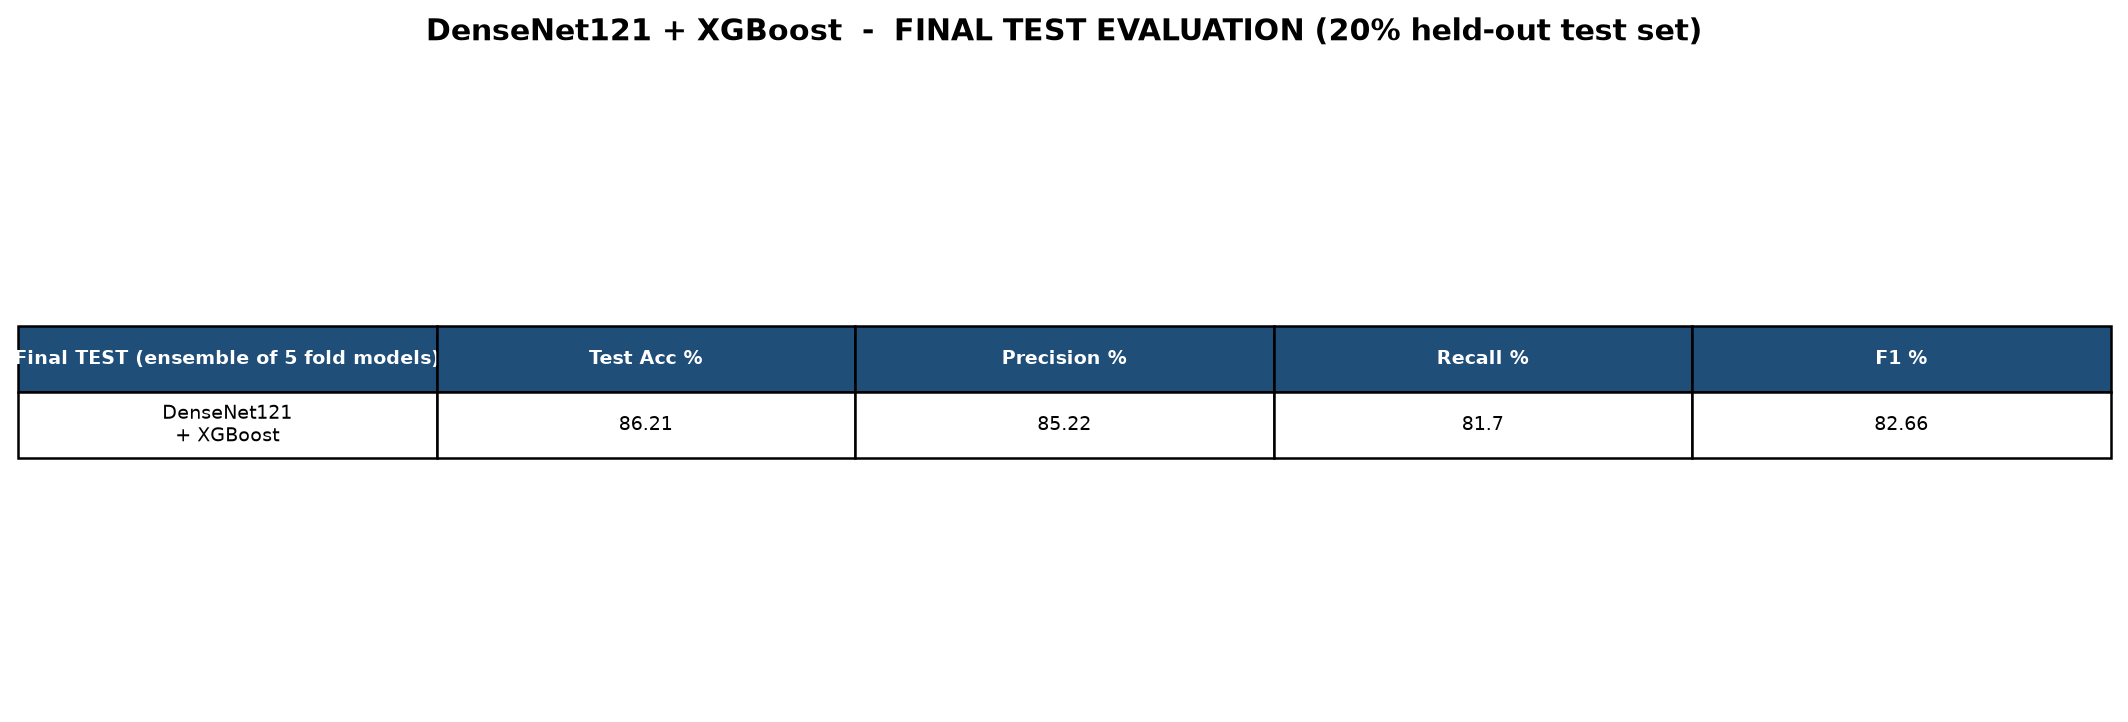 DenseNet121 + XGBoost - FINAL TEST EVALUATION (20% held-out test set)
Final TEST (ensemble of 5 fold models) Test Acc % Precision % Recall % F1 %
DenseNet121
+ XGBoost 86.21 85.22 81.7 82.66